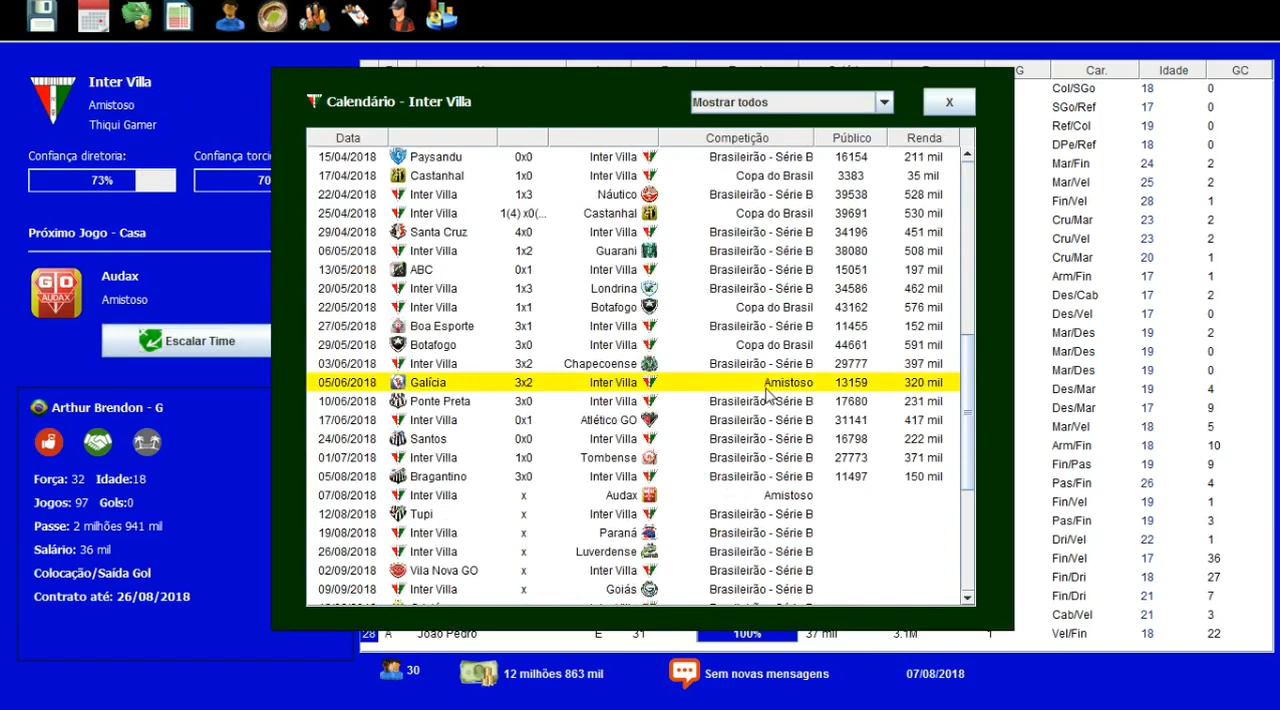 Inter Villa
Amistoso
Thiqui Gamer
Confiança diretoria:
Confiança torcid
73%
70
Próximo Jogo - Casa
Audax
Amistoso
Escalar Time
Arthur Brendon - G
Força: 32 Idade:18
Jogos: 97 Gols:0
Passe: 2 milhões 941 mil
Salário: 36 mil
Colocação/Saída Gol
Contrato até: 26/08/2018
Calendário - Inter Villa
Mostrar todos
X
Data Competição Público Renda
15/04/2018 Paysandu 0x0 Inter Villa Brasileirão - Série B 16154 211 mil
17/04/2018 Castanhal 1x0 Inter Villa Copa do Brasil 3383 35 mil
22/04/2018 Inter Villa 1x3 Náutico Brasileirão - Série B 39538 528 mil
25/04/2018 Inter Villa 1(4) x0(... Castanhal Copa do Brasil 39691 530 mil
29/04/2018 Santa Cruz 4x0 Inter Villa Brasileirão - Série B 34196 451 mil
06/05/2018 Inter Villa 1x2 Guarani Brasileirão - Série B 38080 508 mil
13/05/2018 ABC 0x1 Inter Villa Brasileirão - Série B 15051 197 mil
20/05/2018 Inter Villa 1x3 Londrina Brasileirão - Série B 34586 462 mil
22/05/2018 Inter Villa 1x1 Botafogo Copa do Brasil 43162 576 mil
27/05/2018 Boa Esporte 3x1 Inter Villa Brasileirão - Série B 11455 152 mil
29/05/2018 Botafogo 3x0 Inter Villa Copa do Brasil 44661 591 mil
03/06/2018 Inter Villa 3x2 Chapecoense Brasileirão - Série B 29777 397 mil
05/06/2018 Galícia 3x2 Inter Villa Amistoso 13159 320 mil
10/06/2018 Ponte Preta 3x0 Inter Villa Brasileirão - Série B 17680 231 mil
17/06/2018 Inter Villa 0x1 Atlético GO Brasileirão - Série B 31141 417 mil
24/06/2018 Santos 0x0 Inter Villa Brasileirão - Série B 16798 222 mil
01/07/2018 Inter Villa 1x0 Tombense Brasileirão - Série B 27773 371 mil
05/08/2018 Bragantino 3x0 Inter Villa Brasileirão - Série B 11497 150 mil
07/08/2018 Inter Villa x Audax Amistoso
12/08/2018 Tupi x Inter Villa Brasileirão - Série B
19/08/2018 Inter Villa x Paraná Brasileirão - Série B
26/08/2018 Inter Villa x Luverdense Brasileirão - Série B
02/09/2018 Vila Nova GO x Inter Villa Brasileirão - Série B
09/09/2018 Inter Villa x Goiás Brasileirão - Série B
G Car. Idade GC
Col/SGo 18 0
SGo/Ref 17 0
Ref/Col 19 0
DPe/Ref 18 0
Mar/Fin 24 2
Mar/Vel 25 2
Fin/Vel 28 1
Cru/Mar 23 2
Cru/Vel 23 2
Cru/Mar 20 1
Arm/Fin 17 1
Des/Cab 17 2
Des/Vel 17 0
Mar/Des 19 2
Mar/Des 19 0
Mar/Des 19 0
Des/Mar 19 4
Des/Mar 17 9
Mar/Vel 18 5
Arm/Fin 18 10
Fin/Pas 19 9
Pas/Fin 26 4
Fin/Vel 19 1
Pas/Fin 19 3
Dri/Vel 22 1
Fin/Vel 17 36
Fin/Dri 18 27
Fin/Dri 21 7
Cab/Vel 21 3
28 A João Pedro E 31 100% 37 mil 3.1M 1 Vel/Fin 18 22
30
12 milhões 863 mil
Sem novas mensagens
07/08/2018